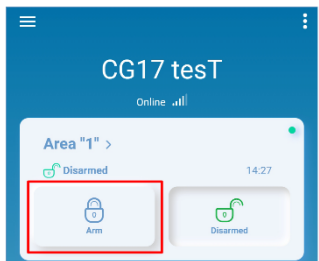 CG17 tesT
Online
Area "1" >
Disarmed
14:27
Arm
Disarmed